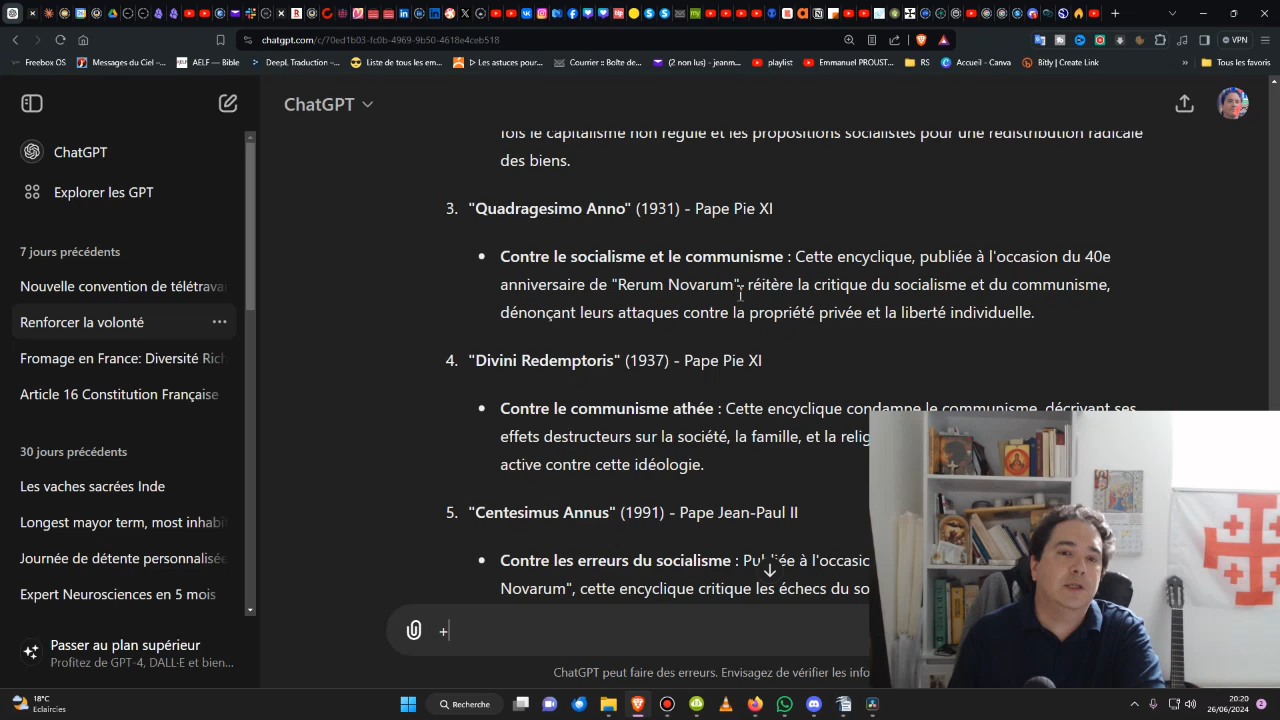 chatgpt.com/c/70ed1b03-fc0b-4969-9b50-4618e4ceb518
VPN
Freebox OS
Messages du Ciel -...
AELF — Bible
DeepL Traduction -...
Liste de tous les em...
▷ Les astuces pour...
Courrier :: Boîte de...
(2 non lus) - jeanm...
playlist
Emmanuel PROUST...
RS
Accueil - Canva
Bitly | Create Link
»
Tous les favoris
ChatGPT
ChatGPT
Explorer les GPT
7 jours précédents
Nouvelle convention de télétrava
Renforcer la volonté
Fromage en France: Diversité Ric
Article 16 Constitution Française
30 jours précédents
Les vaches sacrées Inde
Longest mayor term, most inhabi
Journée de détente personnalisé
Expert Neurosciences en 5 mois
Passer au plan supérieur
Profitez de GPT-4, DALL-E et bien...
fois le capitalisme non régulé et les propositions socialistes pour une redistribution radicale
des biens.
3. "Quadragesimo Anno" (1931) - Pape Pie XI
• Contre le socialisme et le communisme : Cette encyclique, publiée à l'occasion du 40e
anniversaire de "Rerum Novarum", réitère la critique du socialisme et du communisme,
dénonçant leurs attaques contre la propriété privée et la liberté individuelle.
4. "Divini Redemptoris" (1937) - Pape Pie XI
• Contre le communisme athée : Cette encyclique condamne le communisme, décrivant ses
effets destructeurs sur la société, la famille, et la relig
active contre cette idéologie.
5. "Centesimus Annus" (1991) - Pape Jean-Paul II
• Contre les erreurs du socialisme : Publiée à l'occasio
Novarum", cette encyclique critique les échecs du so
+
ChatGPT peut faire des erreurs. Envisagez de vérifier les info
18°C
Eclaircies
Recherche
20:20
26/06/2024